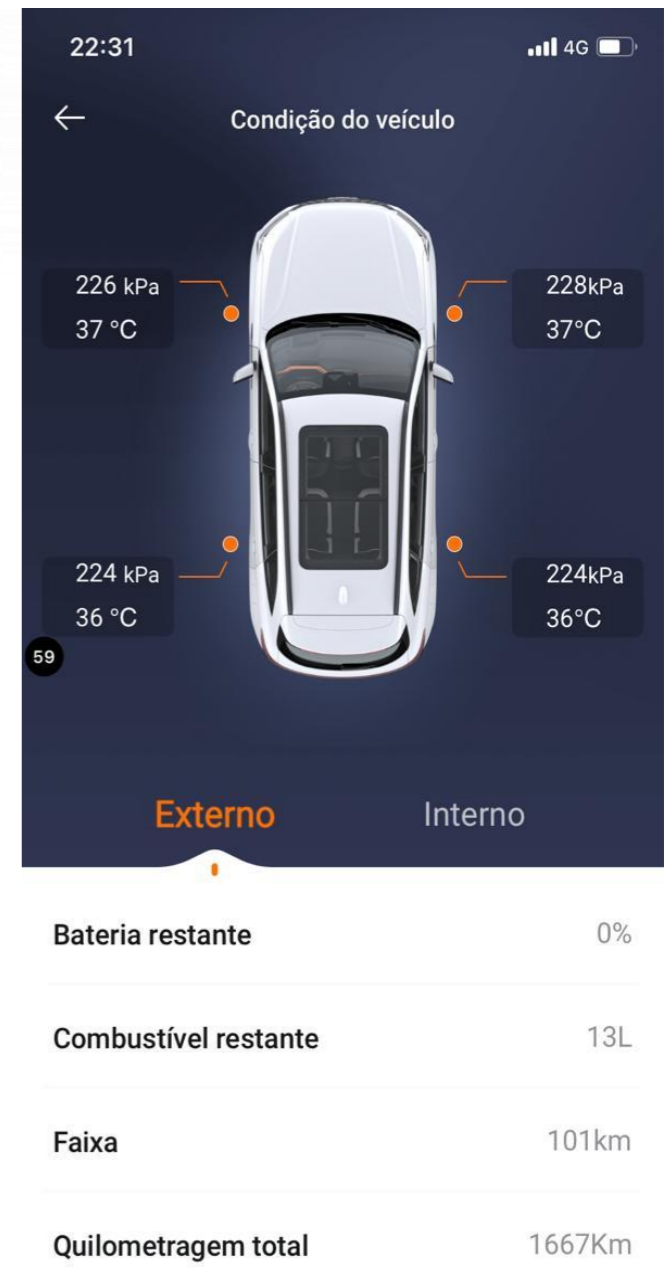 22:31 4G
Condição do veículo
226 kPa 228kPa
37 °C 37°C
224 kPa 224kPa
36 °C 36°C
59
Externo Interno
Bateria restante 0%
Combustível restante 13L
Faixa 101km
Quilometragem total 1667Km